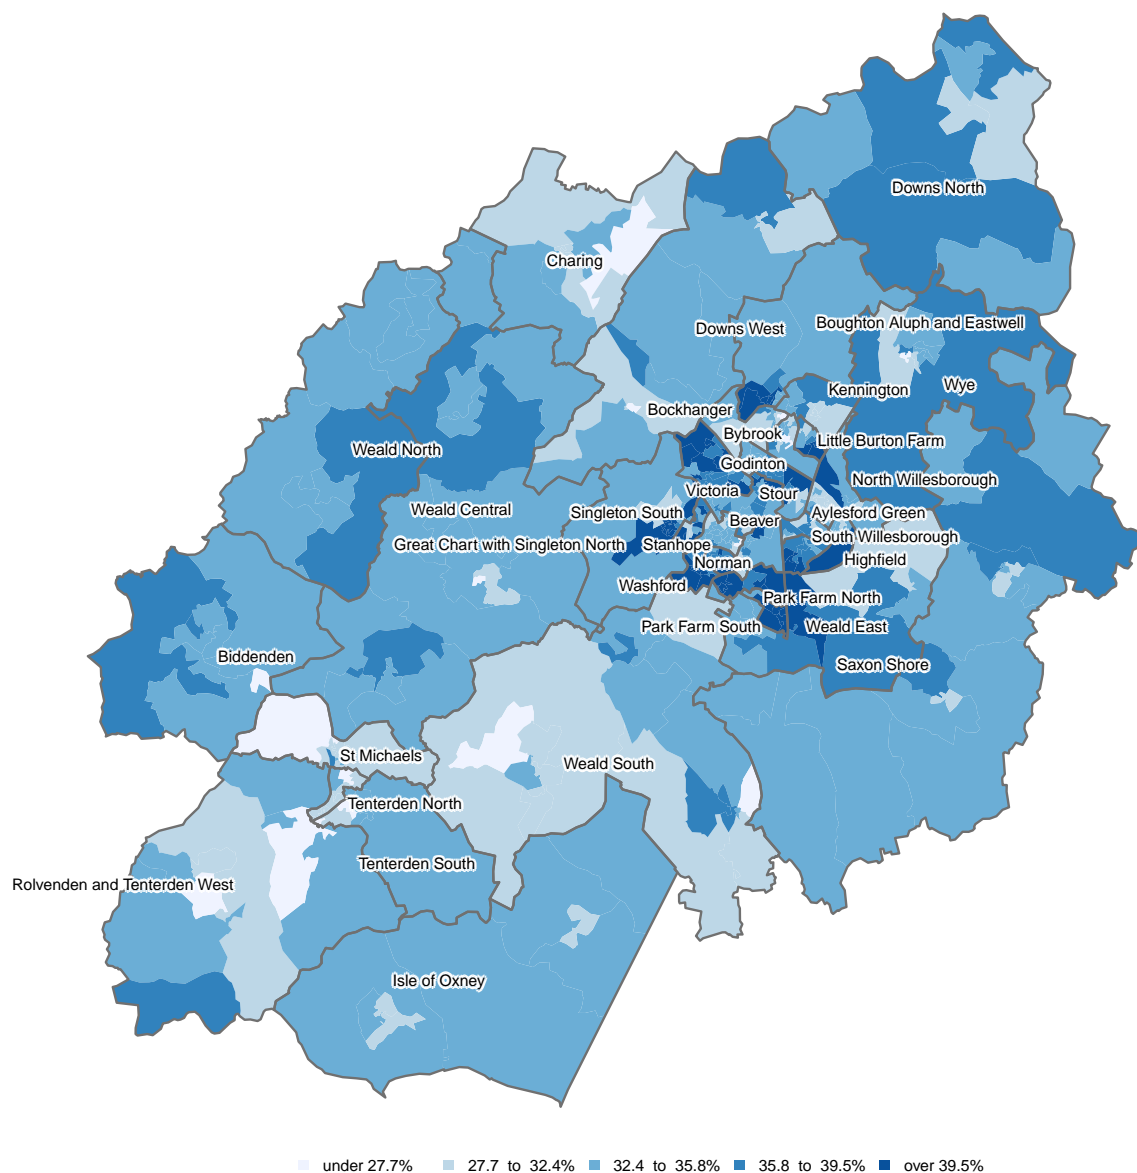 Downs North
Charing
Downs West
Boughton Aluph and Eastwell
Kennington
Wye
Bockhanger
Bybrook
Little Burton Farm
Weald North
Godinton
North Willesborough
Victoria
Stour
Weald Central
Singleton South
Beaver
Aylesford Green
Great Chart with Singleton North
Stanhope
South Willesborough
Norman
Highfield
Washford
Park Farm North
Park Farm South
Weald East
Biddenden
Saxon Shore
St Michaels
Weald South
Tenterden North
Tenterden South
Rolvenden and Tenterden West
Isle of Oxney
under 27.7% 27.7 to 32.4% 32.4 to 35.8% 35.8 to 39.5% over 39.5%